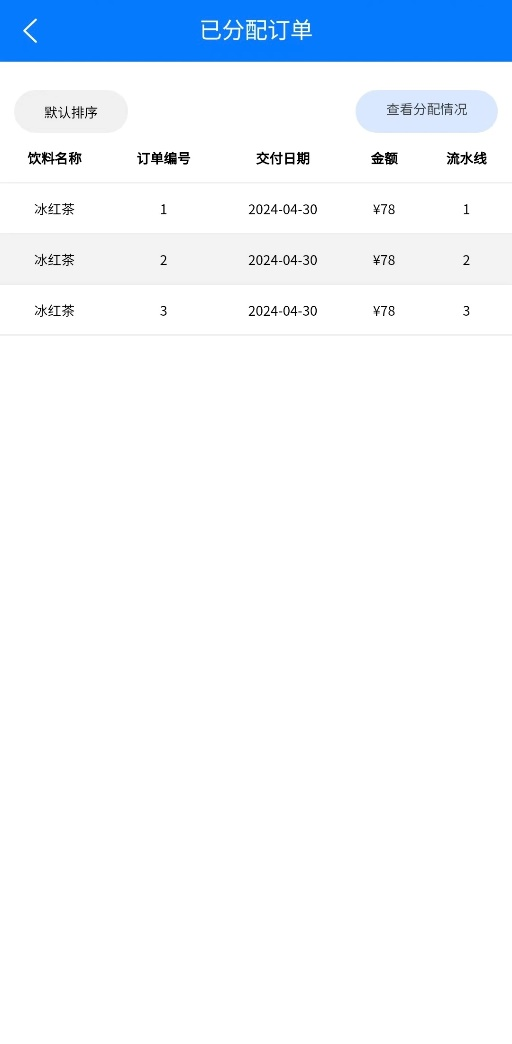 已分配订单
默认排序 查看分配情况
饮料名称 订单编号 交付日期 金额 流水线
冰红茶 1 2024-04-30 ¥78 1
冰红茶 2 2024-04-30 ¥78 2
冰红茶 3 2024-04-30 ¥78 3